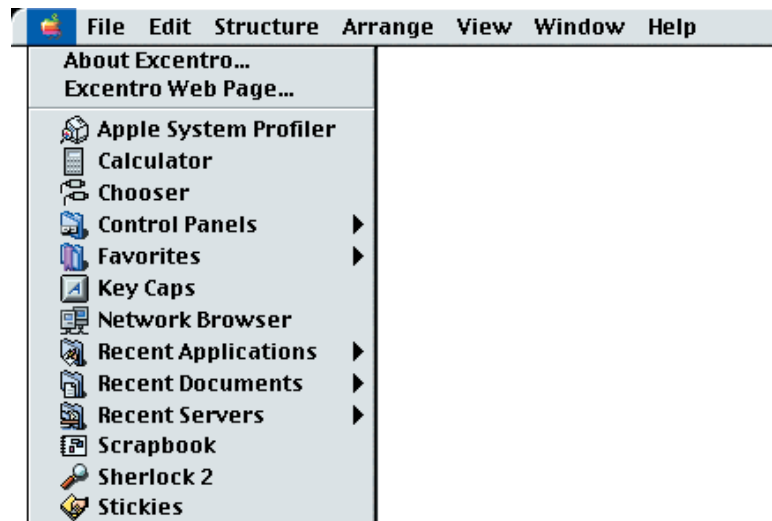 File Edit Structure Arrange View Window Help
About Excentro...
Excentro Web Page...
Apple System Profiler
Calculator
Chooser
Control Panels
Favorites
Key Caps
Network Browser
Recent Applications
Recent Documents
Recent Servers
Scrapbook
Sherlock 2
Stickies